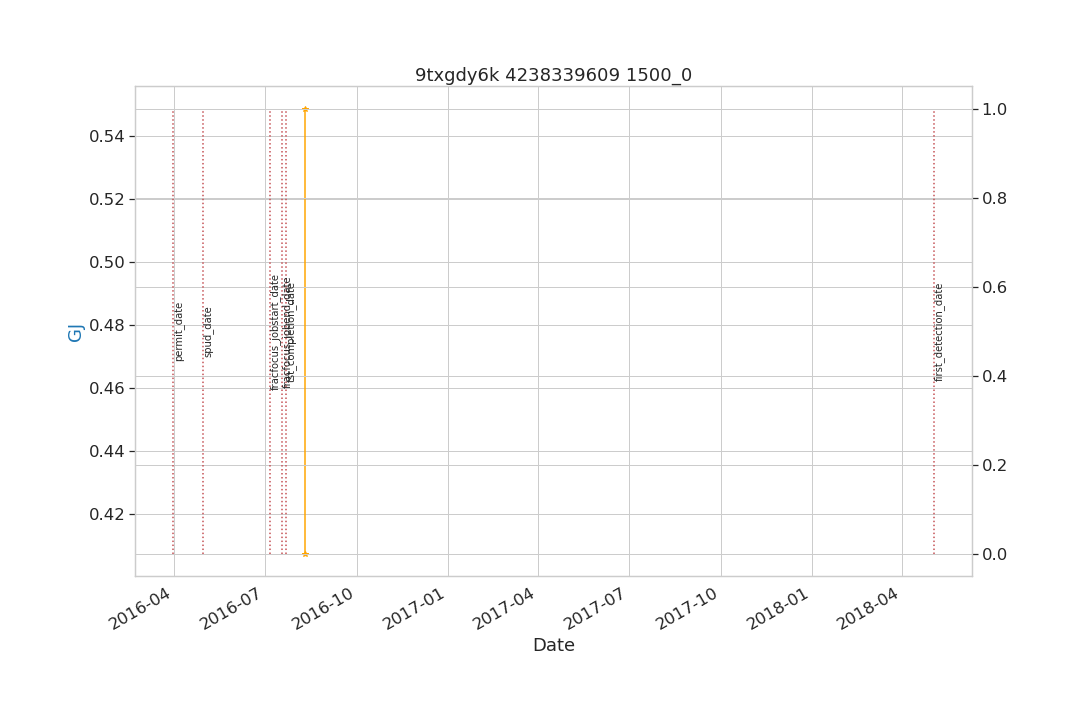 9txgdy6k 4238339609 1500_0
GJ
0.54
0.52
0.50
0.48
0.46
0.44
0.42
1.0
0.8
0.6
0.4
0.2
0.0
permit_date
spud_date
fracfocus_jobstart_date
fracfocus_jobend_date
first_detection_date
2016-04
2016-07
2016-10
2017-01
2017-04
2017-07
2017-10
2018-01
2018-04
Date